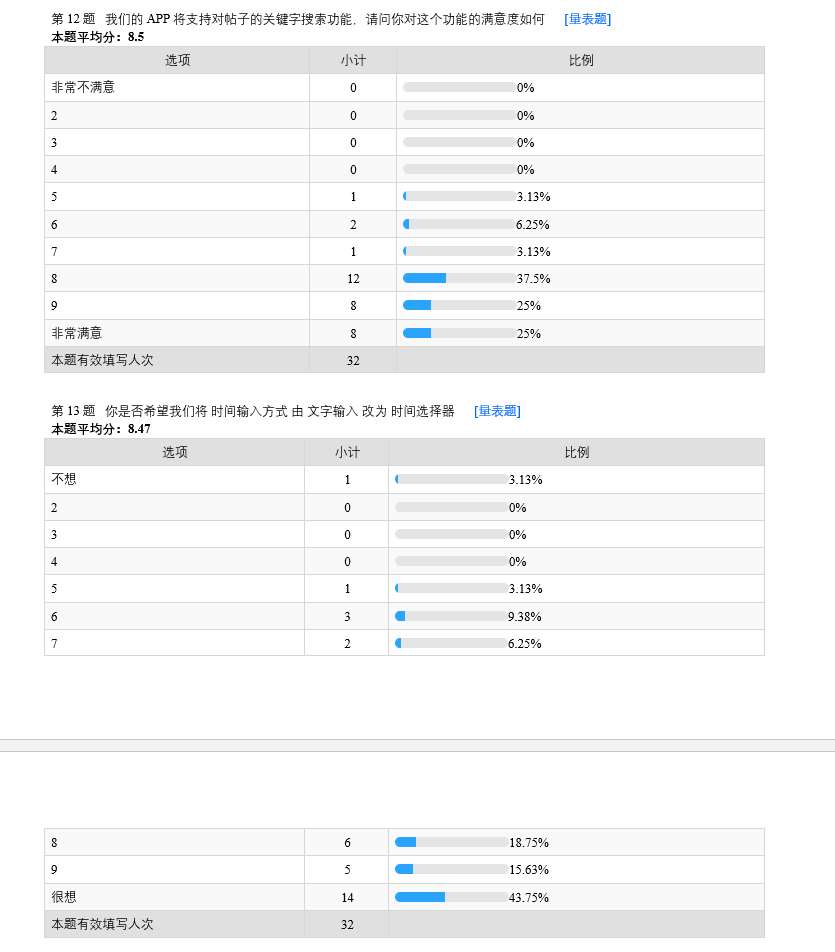 第 12 题 我们的 APP 将支持对帖子的关键字搜索功能，请问你对这个功能的满意度如何 [量表题]
本题平均分：8.5
选项 小计 比例
非常不满意 0 0%
2 0 0%
3 0 0%
4 0 0%
5 1 3.13%
6 2 6.25%
7 1 3.13%
8 12 37.5%
9 8 25%
非常满意 8 25%
本题有效填写人次 32
第 13 题 你是否希望我们将 时间输入方式 由 文字输入 改为 时间选择器 [量表题]
本题平均分：8.47
选项 小计 比例
不想 1 3.13%
2 0 0%
3 0 0%
4 0 0%
5 1 3.13%
6 3 9.38%
7 2 6.25%
8 6 18.75%
9 5 15.63%
很想 14 43.75%
本题有效填写人次 32